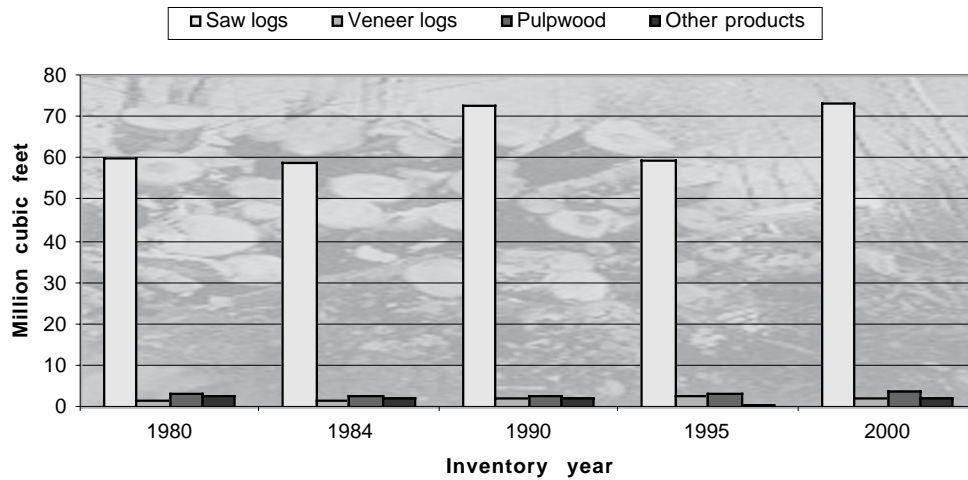 Saw logs Veneer logs Pulpwood Other products
80
70
60
50
40
30
20
10
0
Million cubic feet
1980 1984 1990 1995 2000
Inventory year